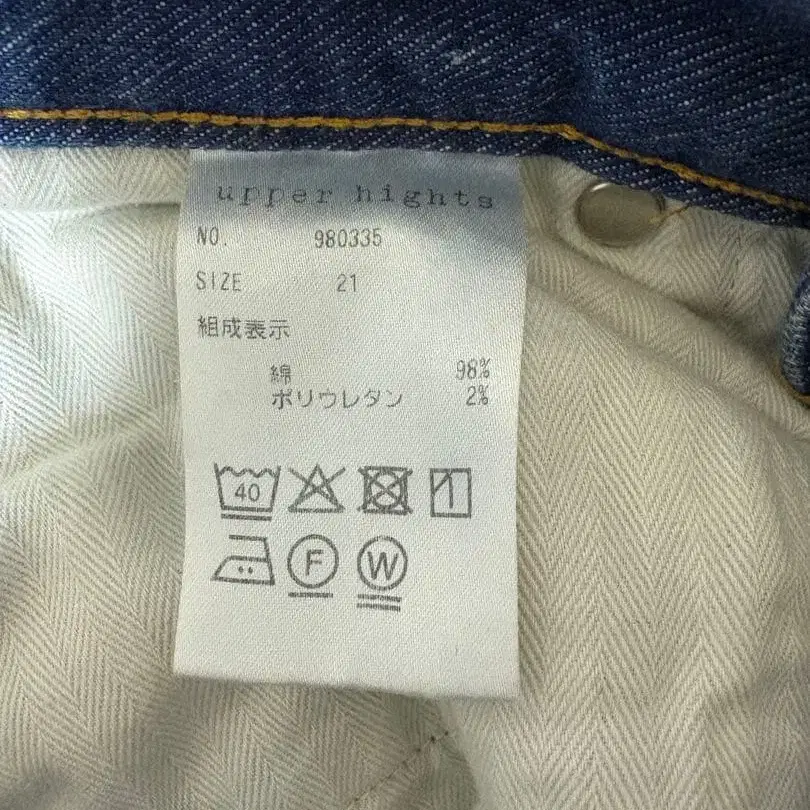 upper hights
NO. 980335
SIZE 21
組成表示
綿 98%
ポリウレタン 2%
40
F W